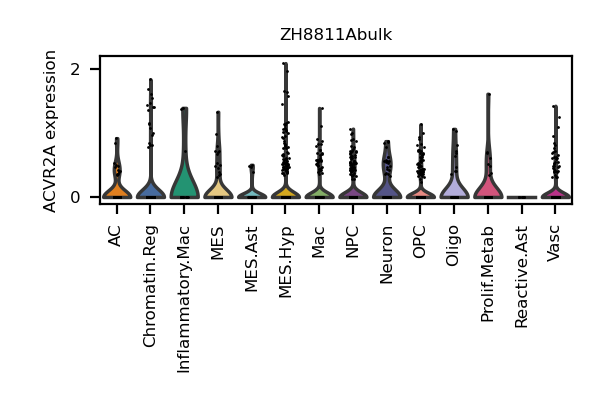 ZH8811Abulk
ACVR2A expression
2
0
AC
Chromatin.Reg
Inflammatory.Mac
MES
MES.Ast
MES.Hyp
Mac
NPC
Neuron
OPC
Oligo
Prolif.Metab
Reactive.Ast
Vasc